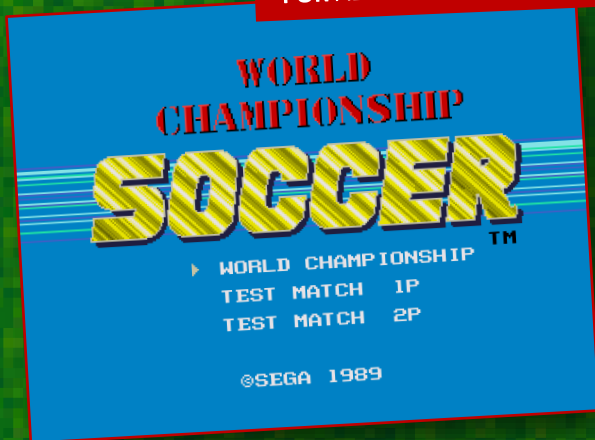 WORLD
CHAMPIONSHIP
SOCCER
TM
WORLD CHAMPIONSHIP
TEST MATCH 1P
TEST MATCH 2P
©SEGA 1989